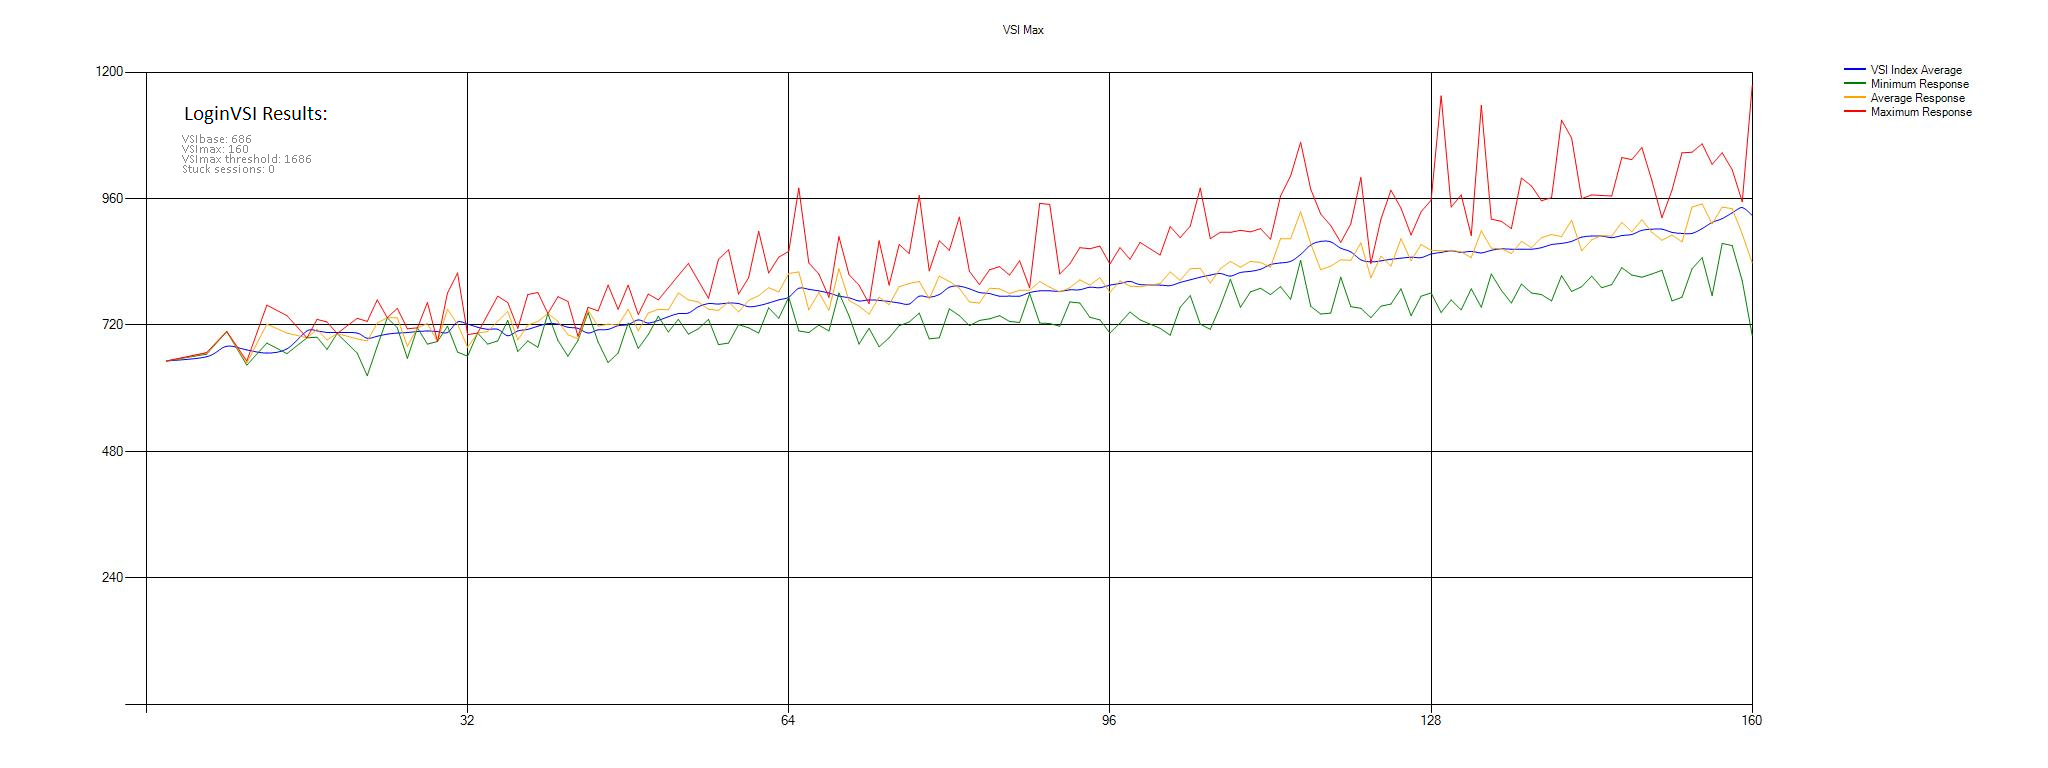 VSI Max
1200
960
720
480
240
32
64
96
128
160
LoginVSI Results:
VSIbase: 686
VSImax: 160
VSImax threshold: 1686
Stuck sessions: 0
VSI Index Average
Minimum Response
Average Response
Maximum Response